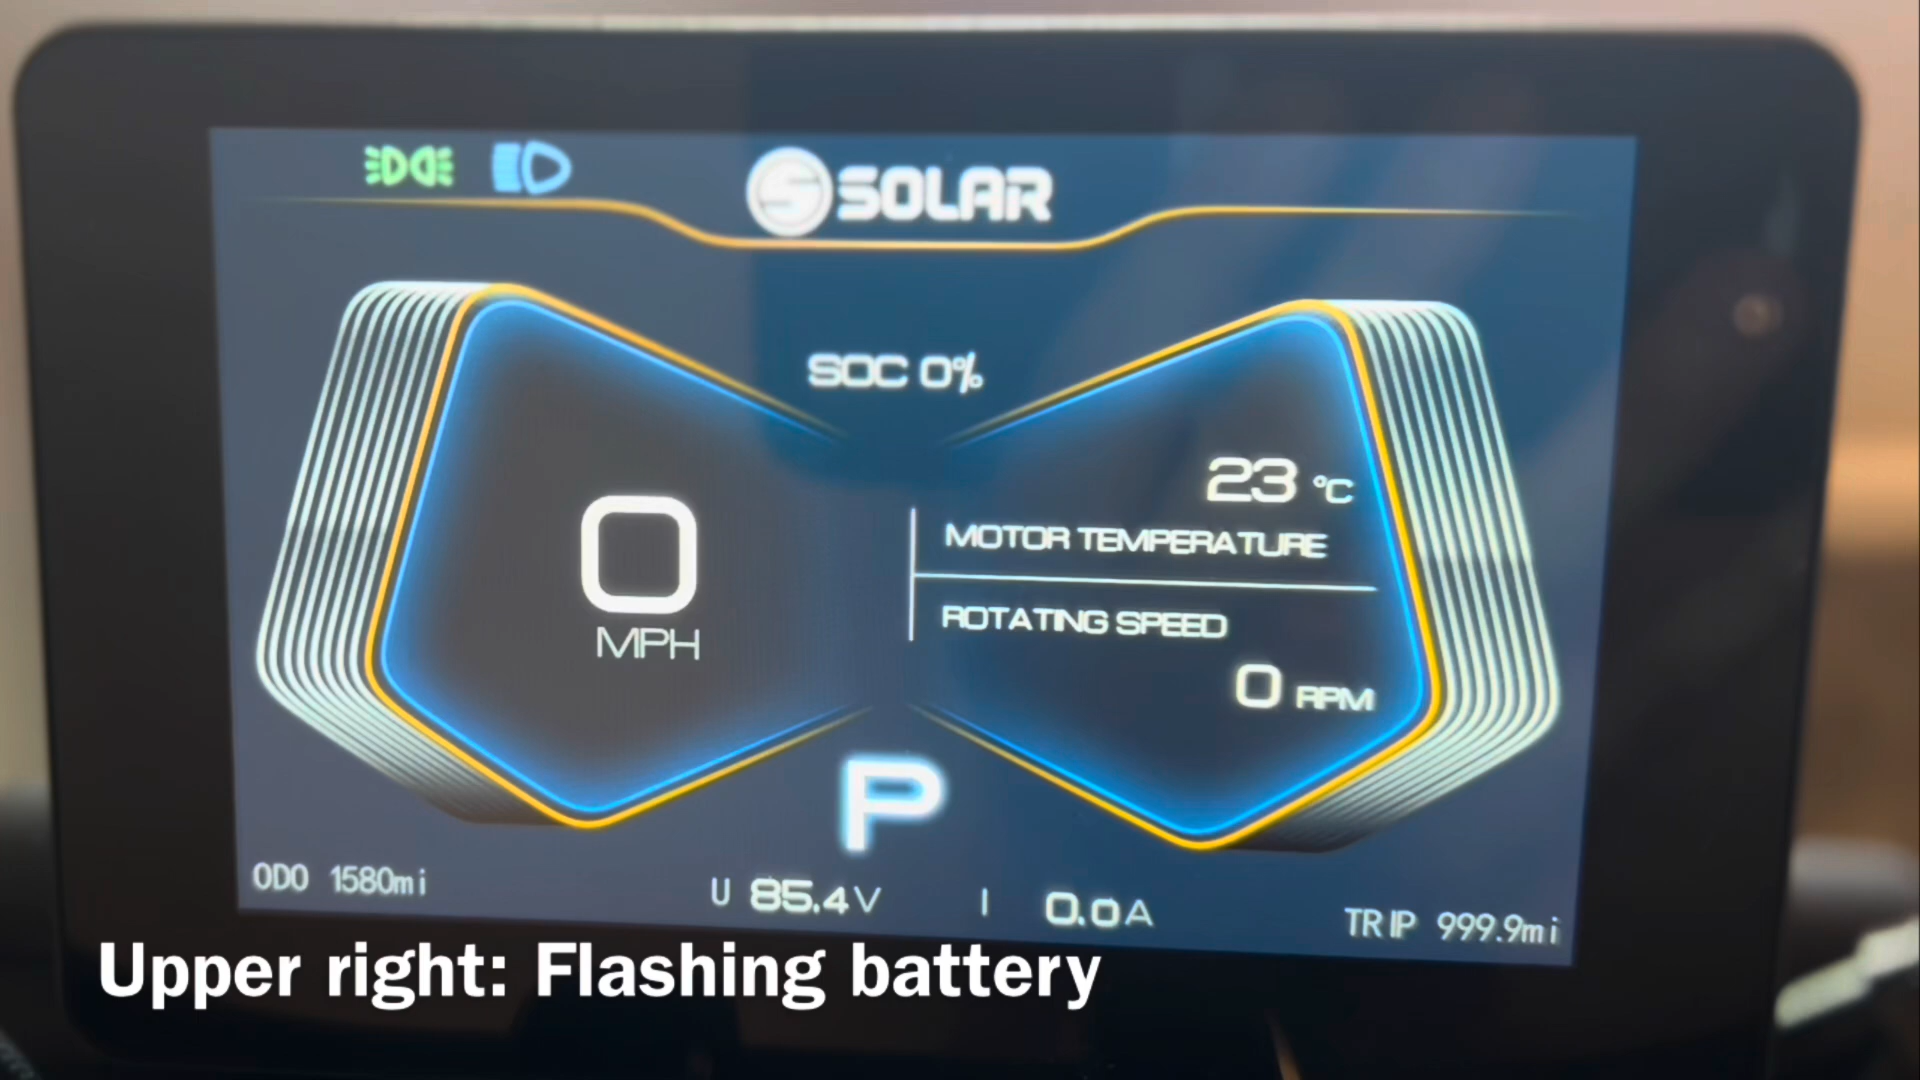 SOLAR
SOC 0%
23 °C
MOTOR TEMPERATURE
0
MPH
ROTATING SPEED
0 RPM
P
ODO 1580mi
U 85.4V
I 0.0A
TRIP 999.9mi
Upper right: Flashing battery